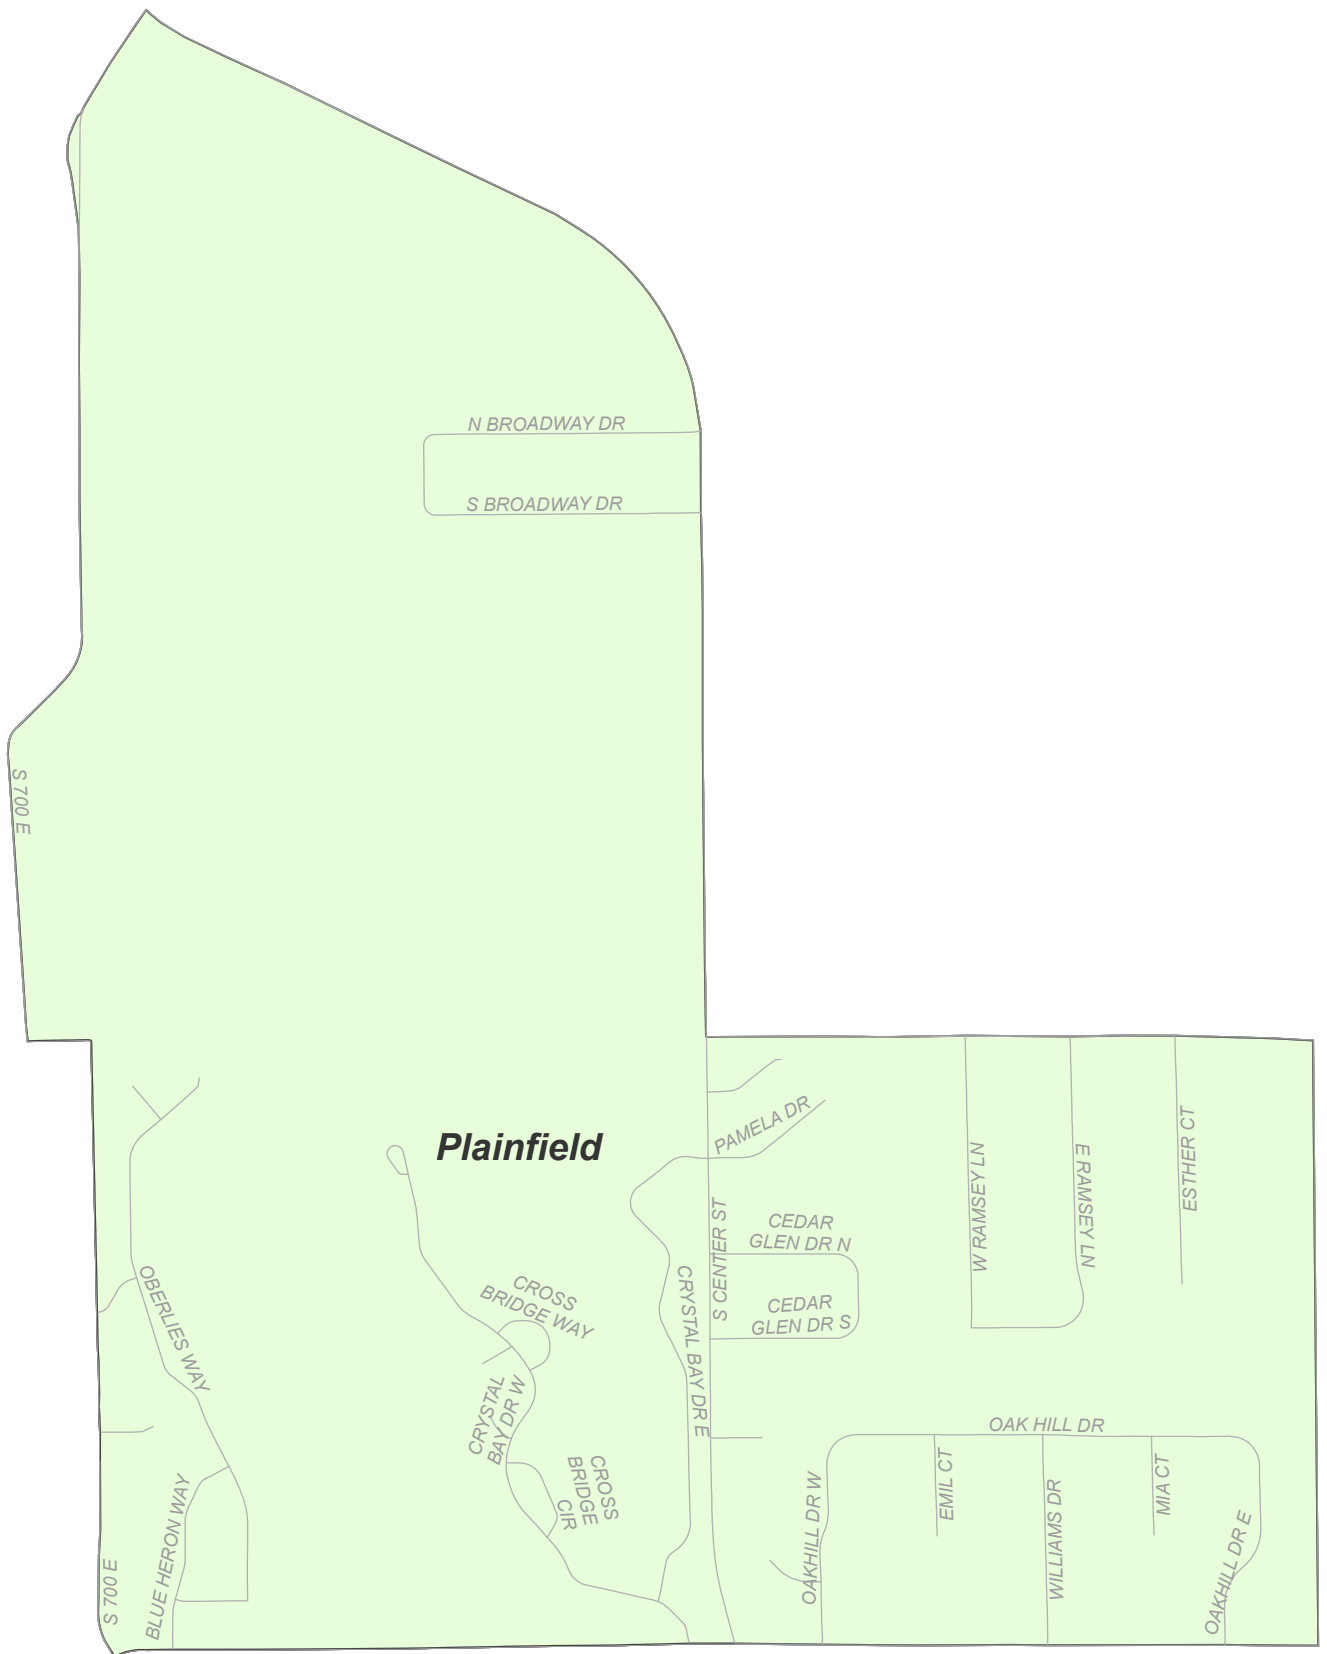 N BROADWAY DR
S BROADWAY DR
S 700 E
PAMELA DR
ESTHER CT
Plainfield
W RAMSEY LN
E RAMSEY LN
S CENTER ST
CEDAR
GLEN DR N
OBERLIES WAY
CROSS
BRIDGE WAY
CRYSTAL BAY DR E
CEDAR
GLEN DR S
CRYSTAL
BAY DR W
OAK HILL DR
CROSS
BRIDGE
CIR
EMIL CT
MIA CT
BLUE HERON WAY
OAKHILL DR W
WILLIAMS DR
OAKHILL DR E
S 700 E